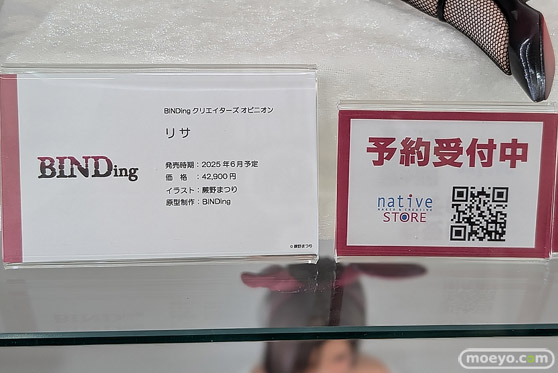 BINDing クリエイターズ オピニオン
リサ
BINDing
発売時期：2025年6月予定
価　格：42,900円
イラスト：蕨野まつり
原型制作：BINDing
© 蕨野まつり
予約受付中
native
STORE
moeyo.com